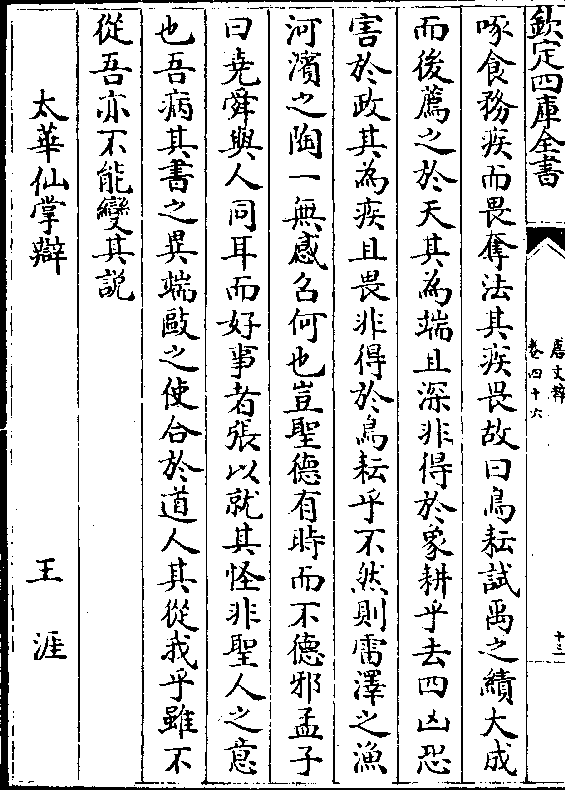 欽定四庫全書
唐文粹
卷四十六
十三
啄食務疾而畏奪法其疾畏故曰鳥耘試禹之績大成
而後薦之於天其為端且深非得於象耕乎去四凶恐
害於政其為疾且畏非得於鳥耘乎不然則雷澤之漁
河濱之陶一無感召何也豈聖德有時而不德邪孟子
曰堯舜與人同耳而好事者張以就其怪非聖人之意
也吾病其書之異端敺之使合於道人其從我乎雖不
從吾亦不能變其說
太華仙掌辯
王涯